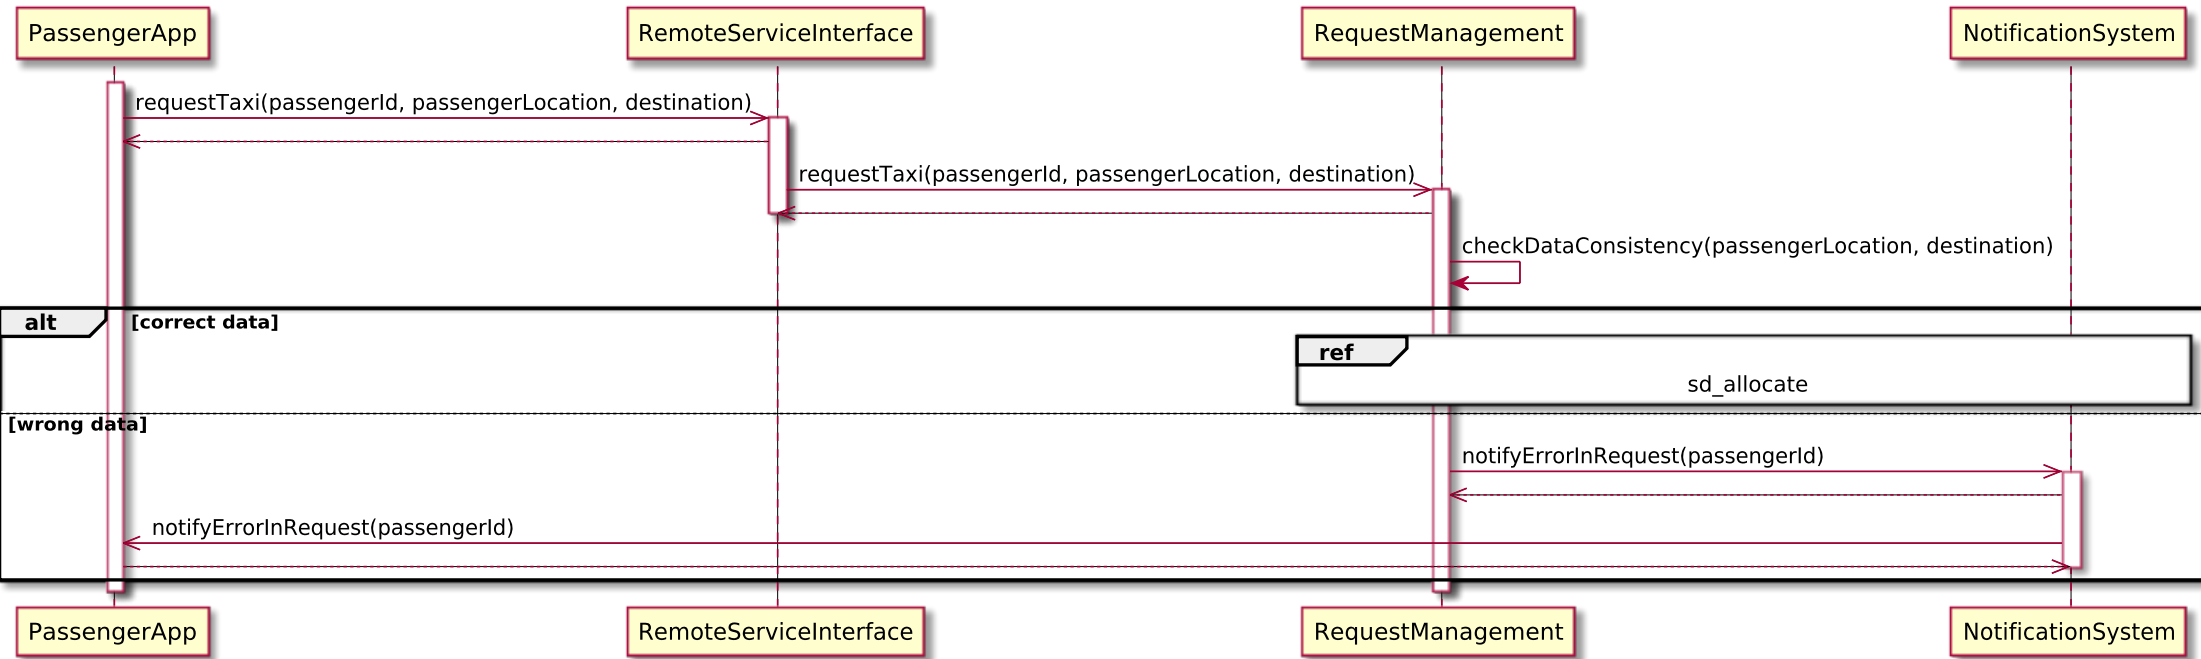 PassengerApp
RemoteServiceInterface
RequestManagement
NotificationSystem
requestTaxi(passengerId, passengerLocation, destination)
requestTaxi(passengerId, passengerLocation, destination)
checkDataConsistency(passengerLocation, destination)
alt
[correct data]
ref
sd_allocate
[wrong data]
notifyErrorInRequest(passengerId)
notifyErrorInRequest(passengerId)
PassengerApp
RemoteServiceInterface
RequestManagement
NotificationSystem